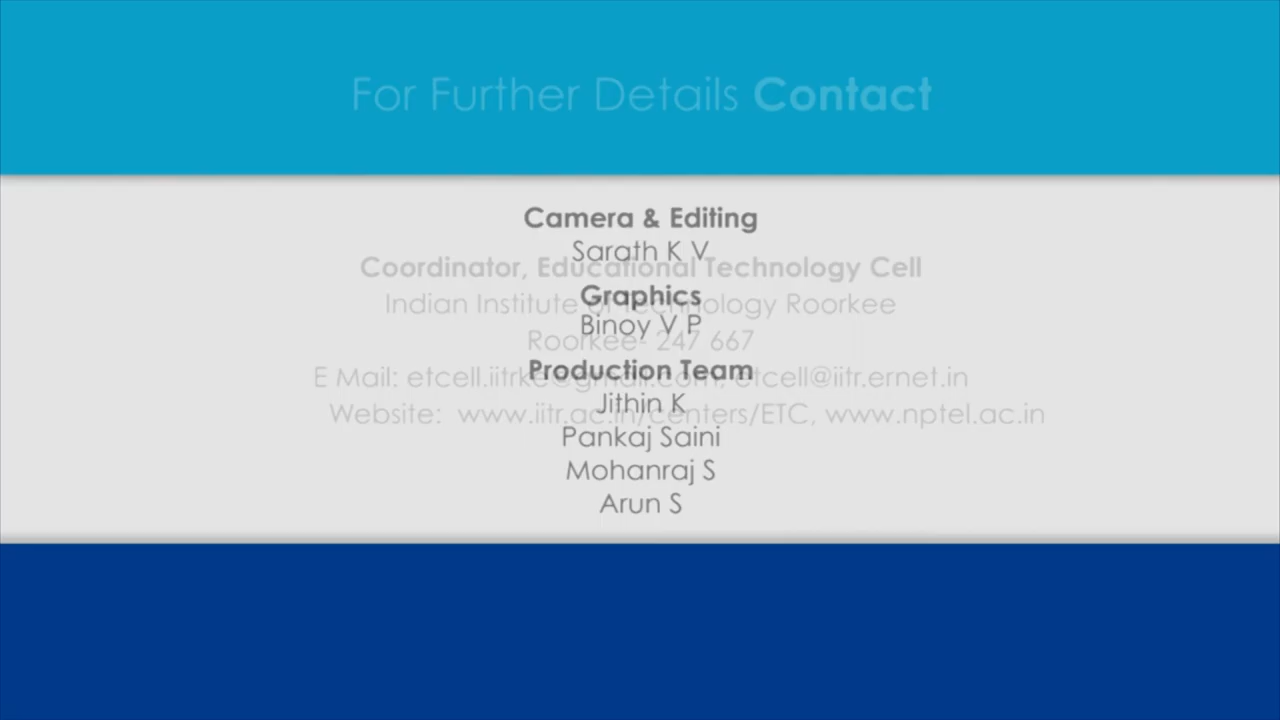 For Further Details Contact
Camera & Editing
Sarath K V
Coordinator, Educational Technology Cell
Graphics
Indian Institute of Technology Roorkee
Binoy V P
Roorkee- 247 667
Production Team
E Mail: etcell.iitrke@gmail.com, etcell@iitr.ernet.in
Jithin K
Website: www.iitr.ac.in/centers/ETC, www.nptel.ac.in
Pankaj Saini
Mohanraj S
Arun S